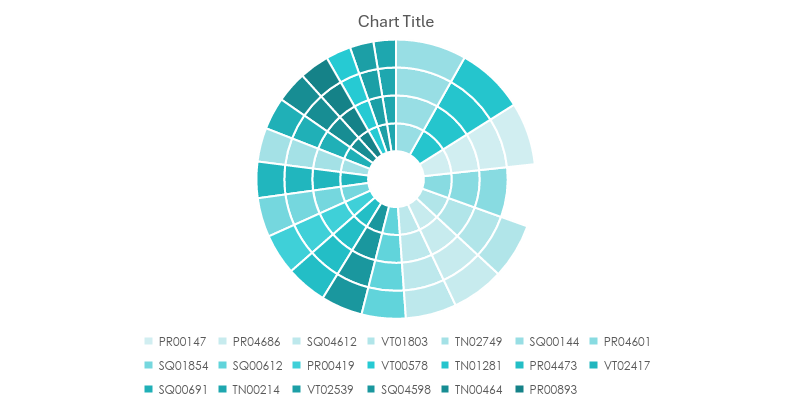 Chart Title
PR00147 PR04686 SQ04612 VT01803 TN02749 SQ00144 PR04601
SQ01854 SQ00612 PR00419 VT00578 TN01281 PR04473 VT02417
SQ00691 TN00214 VT02539 SQ04598 TN00464 PR00893